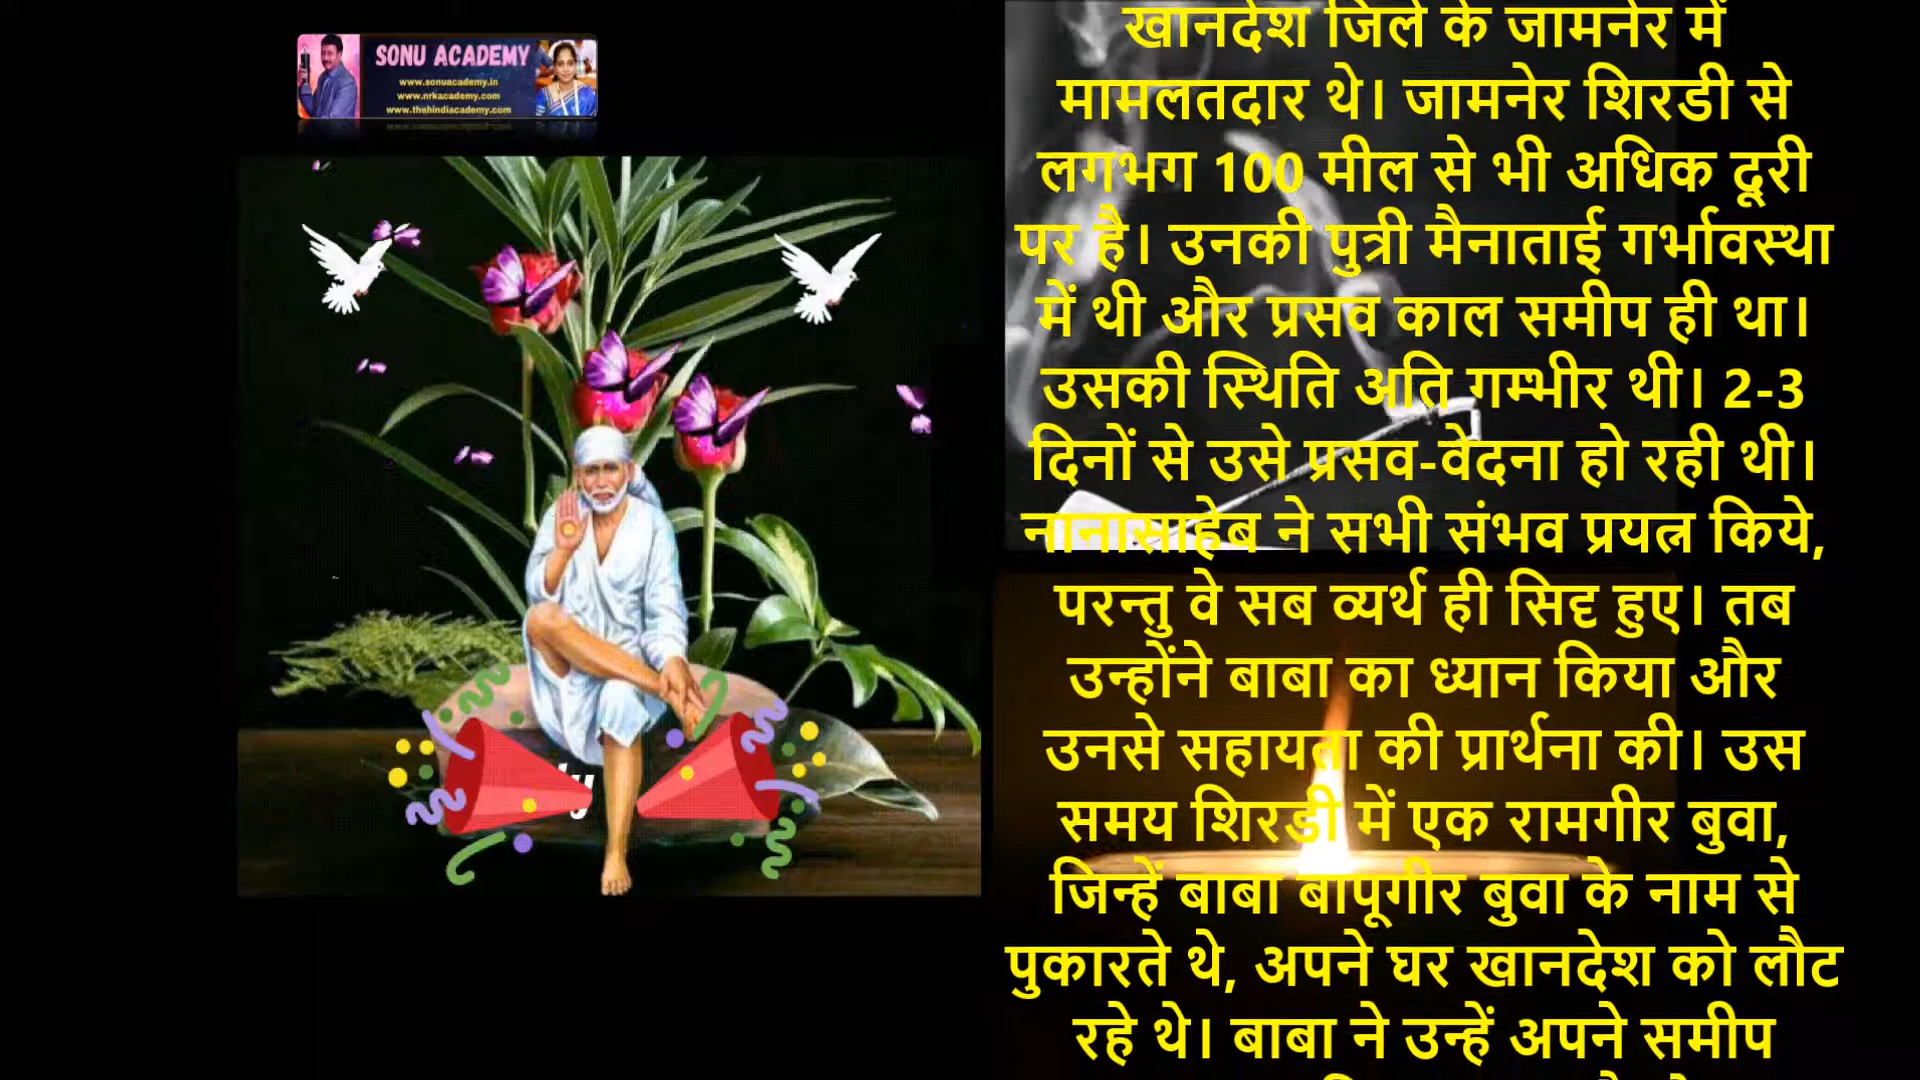 SONU ACADEMY
www.sonuacademy.in
www.nrkacademy.com
www.thehindiacademy.com
खानदेश जिले के जामनेर में
मामलतदार थे। जामनेर शिरडी से
लगभग 100 मील से भी अधिक दूरी
पर है। उनकी पुत्री मैनाताई गर्भावस्था
में थी और प्रसव काल समीप ही था।
उसकी स्थिति अति गम्भीर थी। 2-3
दिनों से उसे प्रसव-वेदना हो रही थी।
नानासाहेब ने सभी संभव प्रयत्न किये,
परन्तु वे सब व्यर्थ ही सिदृ हुए। तब
उन्होंने बाबा का ध्यान किया और
उनसे सहायता की प्रार्थना की। उस
समय शिरडी में एक रामगीर बुवा,
जिन्हें बाबा बापूगीर बुवा के नाम से
पुकारते थे, अपने घर खानदेश को लौट
रहे थे। बाबा ने उन्हें अपने समीप